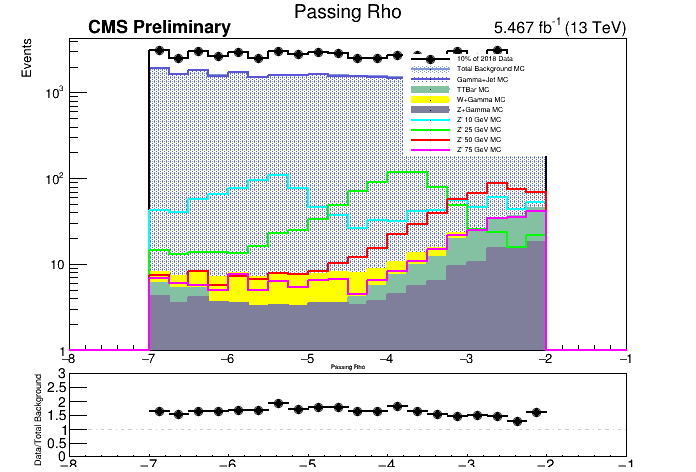 Passing Rho
CMS Preliminary
5.467 fb-1 (13 TeV)
Events
10% of 2018 Data
Total Background MC
Gamma+Jet MC
TTBar MC
W+Gamma MC
Z+Gamma MC
Z' 10 GeV MC
Z' 25 GeV MC
Z' 50 GeV MC
Z' 75 GeV MC
10³
10²
10
1
−8 −7 −6 −5 −4 −3 −2 −1
Passing Rho
Data/Total Background
3
2.5
2
1.5
1
0.5
0
−8 −7 −6 −5 −4 −3 −2 −1